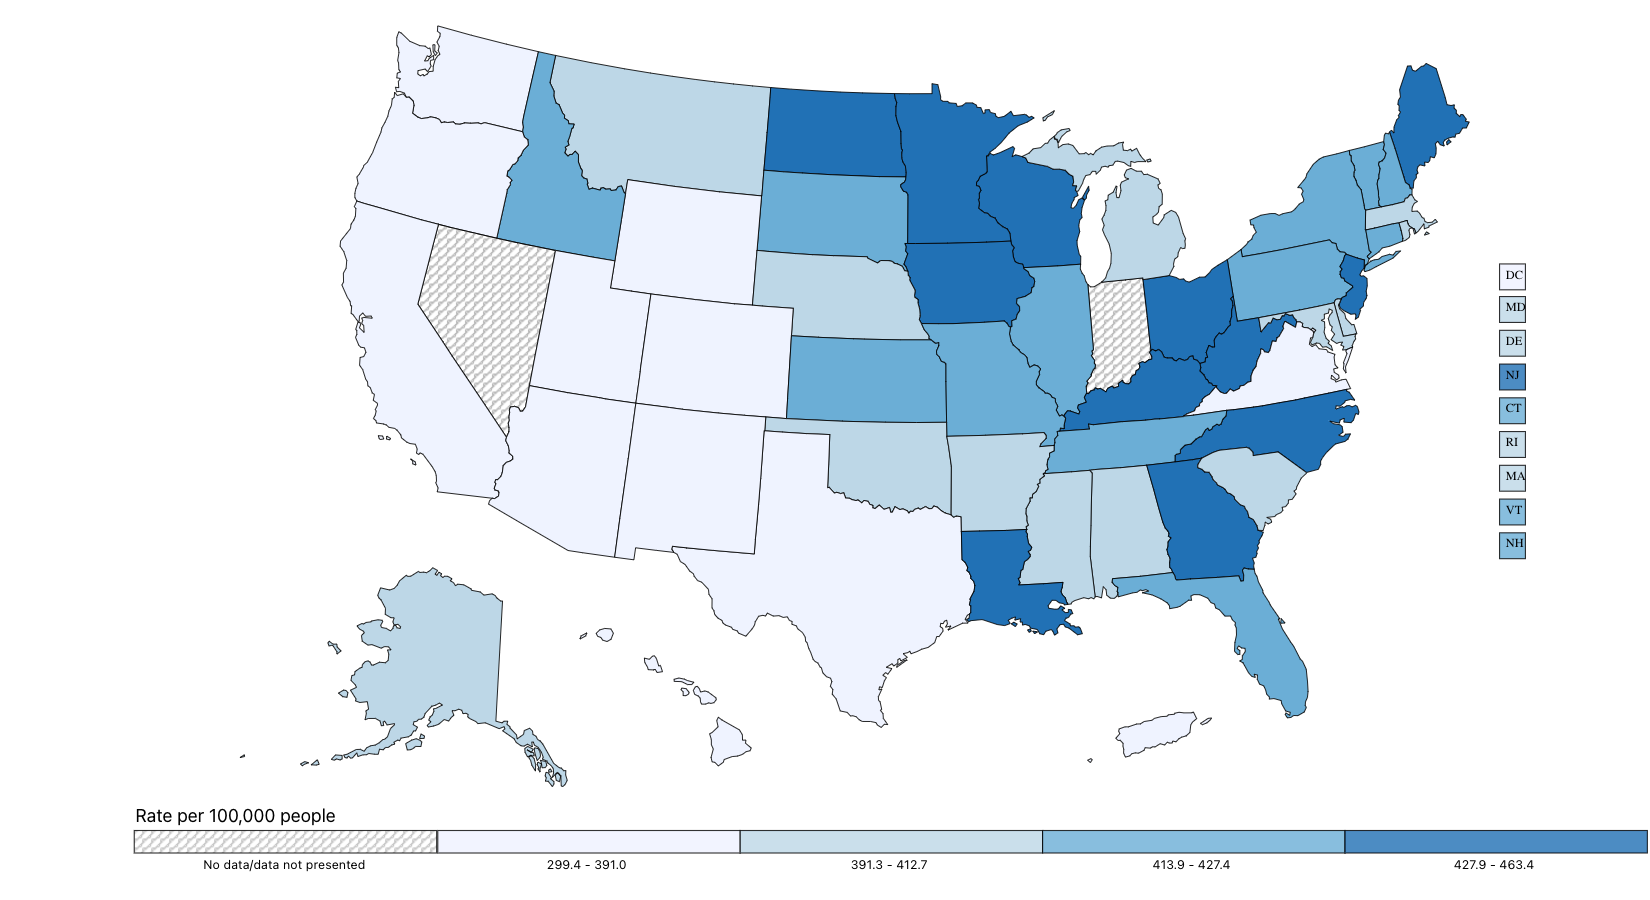 DC
MD
DE
NJ
CT
RI
MA
VT
NH
Rate per 100,000 people
No data/data not presented
299.4 - 391.0
391.3 - 412.7
413.9 - 427.4
427.9 - 463.4